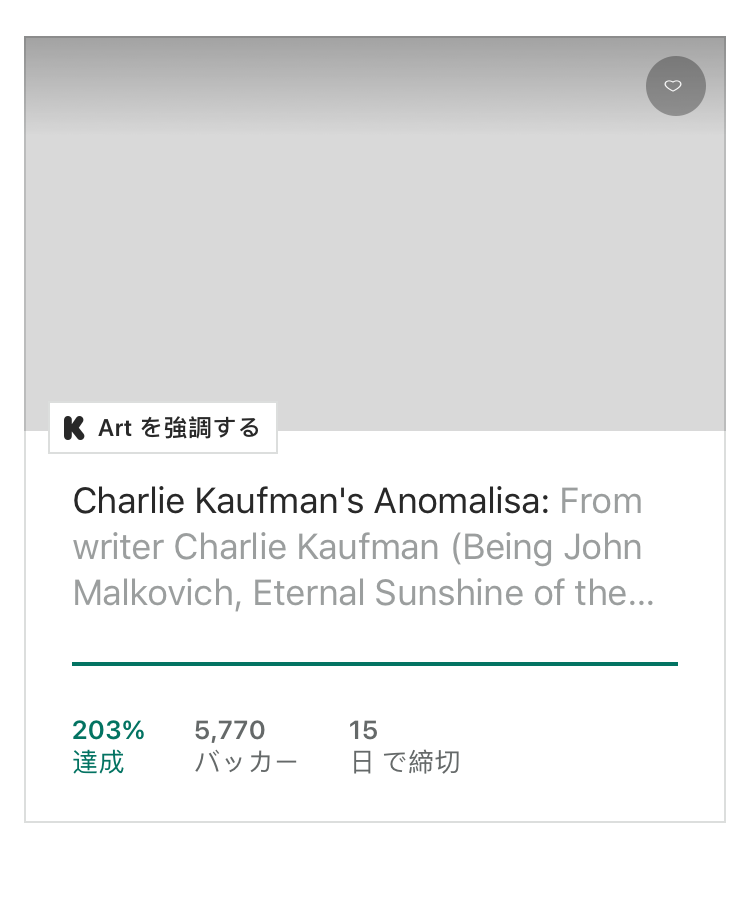 Art を強調する
Charlie Kaufman's Anomalisa: From
writer Charlie Kaufman (Being John
Malkovich, Eternal Sunshine of the...
203% 5,770 15
達成 バッカー 日 で締切